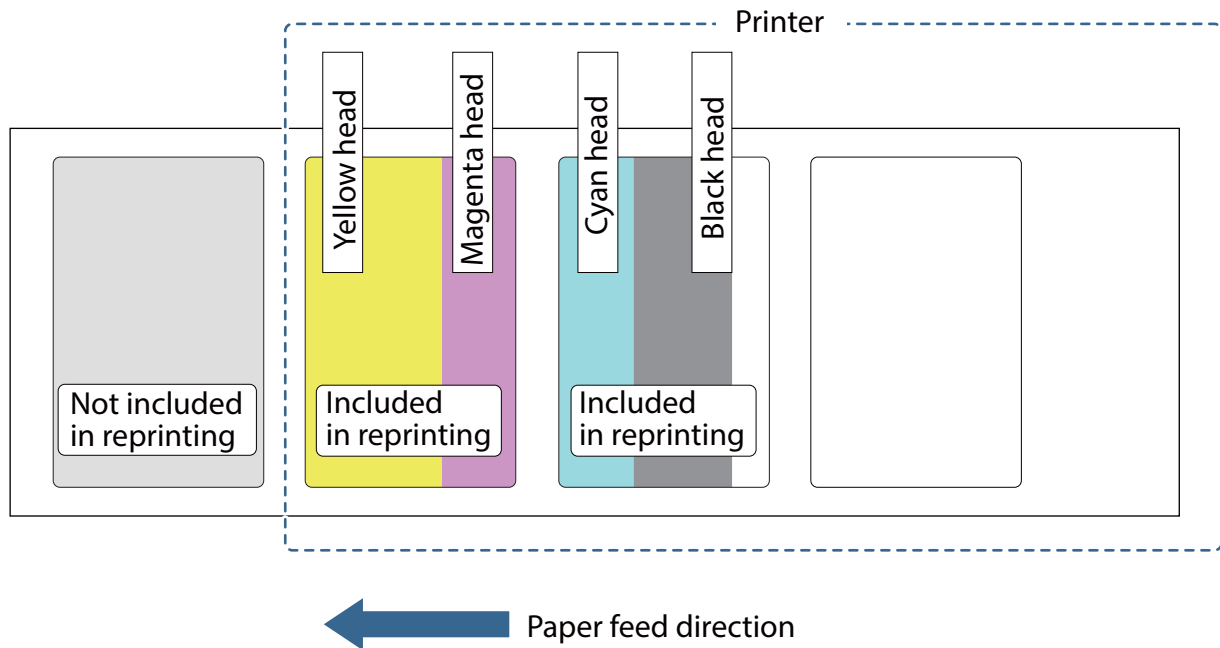 Printer
Yellow head
Magenta head
Cyan head
Black head
Not included
in reprinting
Included
in reprinting
Included
in reprinting
Paper feed direction